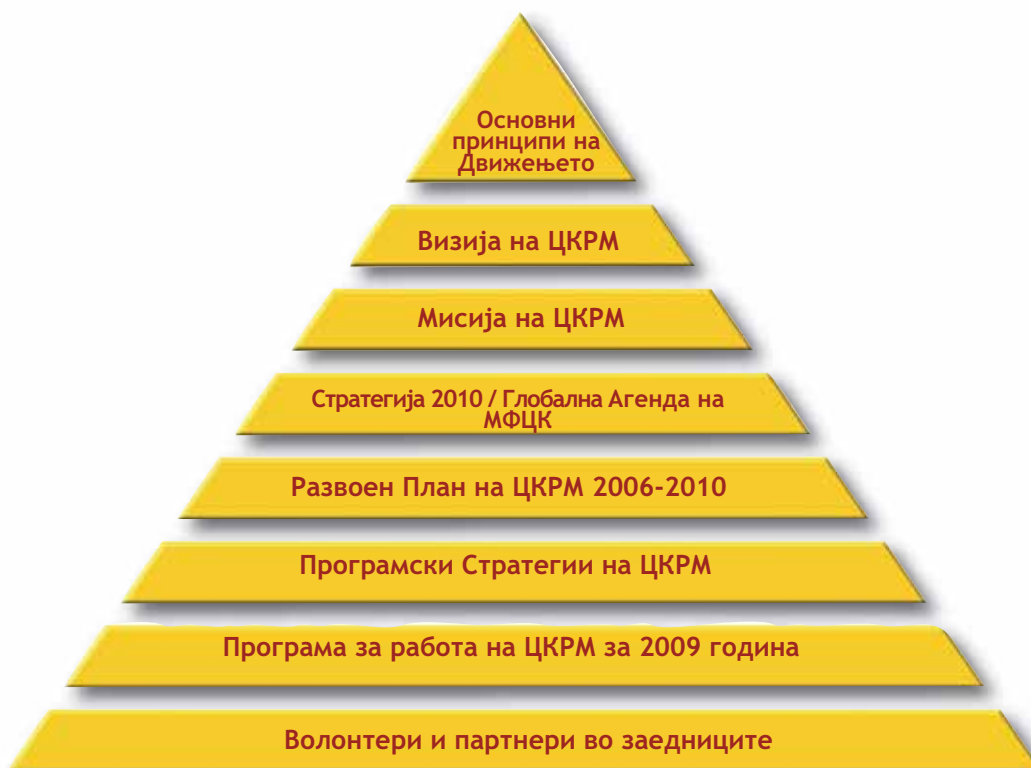 Основни
принципи на
Движењето
Визија на ЦКРМ
Мисија на ЦКРМ
Стратегија 2010 / Глобална Агенда на
МФЦК
Развоен План на ЦКРМ 2006-2010
Програмски Стратегии на ЦКРМ
Програма за работа на ЦКРМ за 2009 година
Волонтери и партнери во заедниците